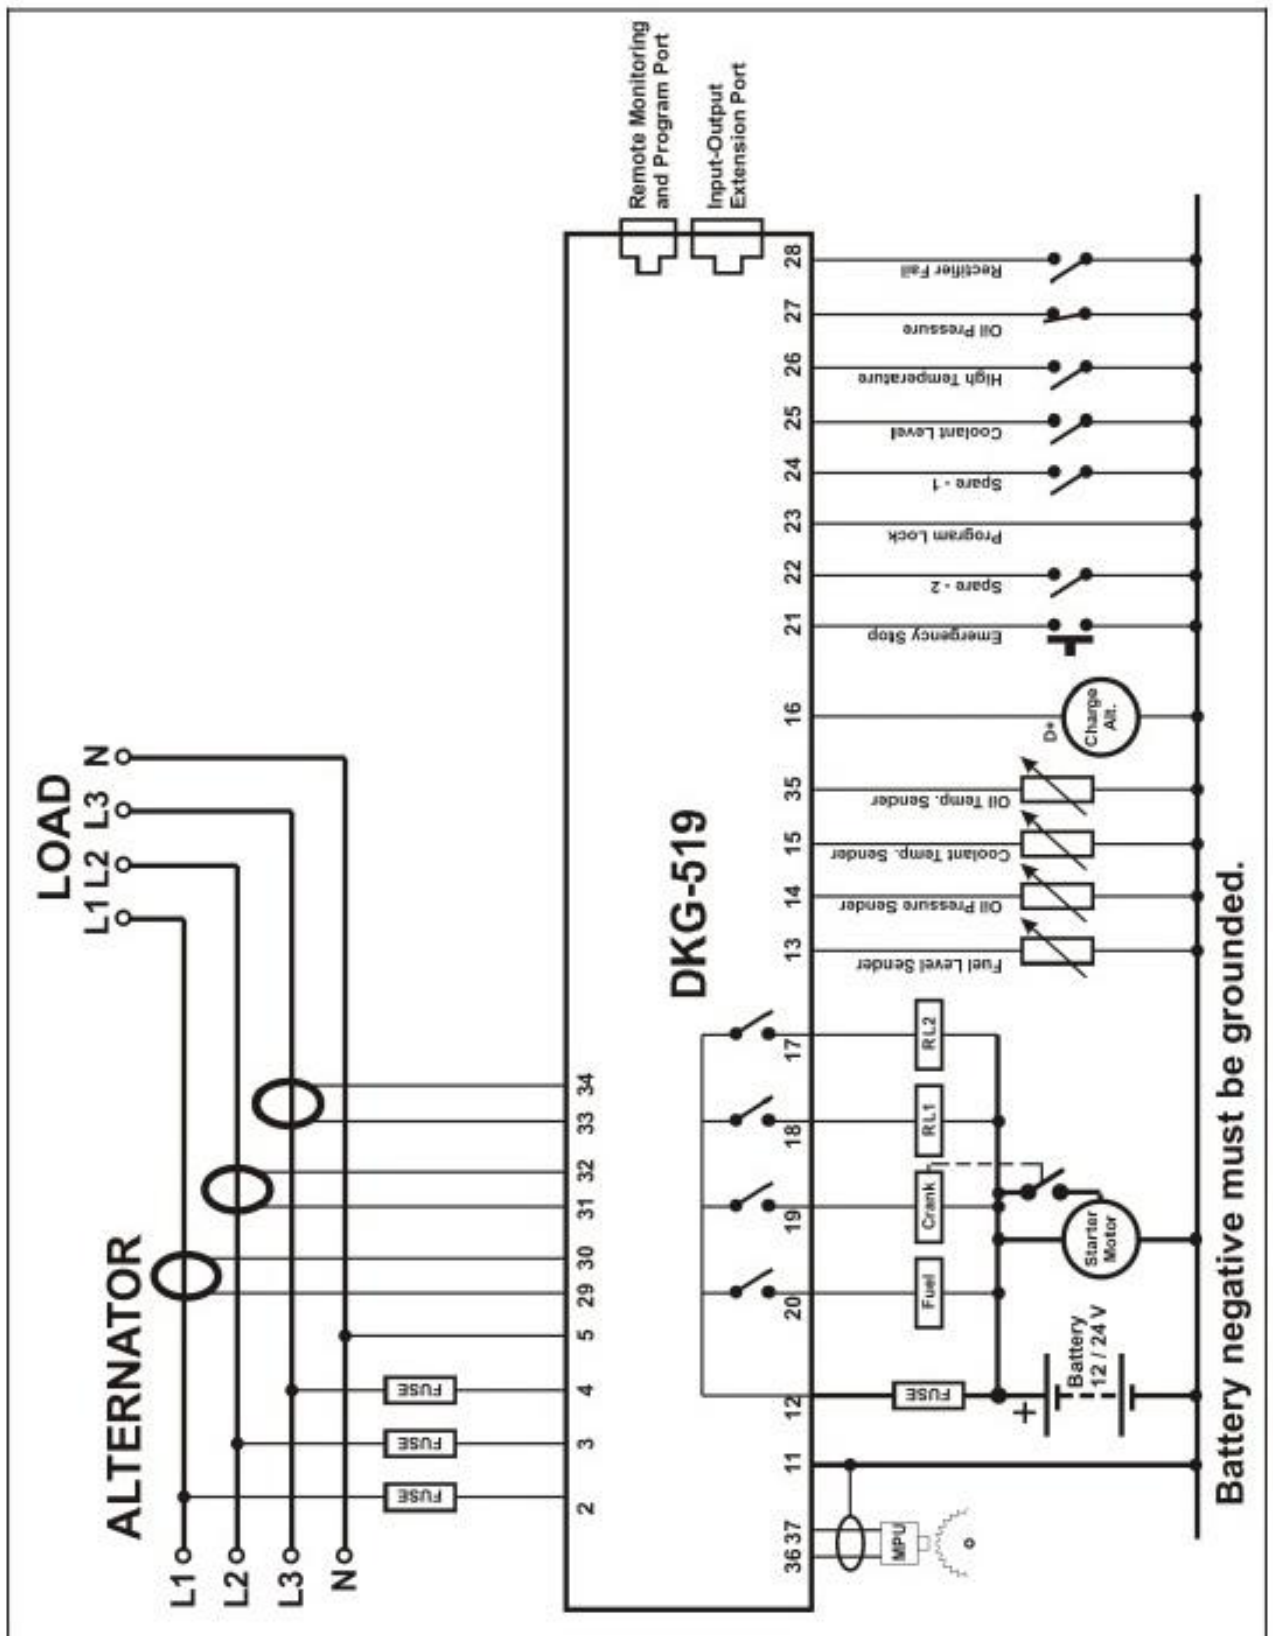 Remote Monitoring
and Program Port
Input-Output
Extension Port
LOAD
L1 L2 L3 N
ALTERNATOR
L1
L2
L3
N
FUSE
FUSE
FUSE
2
3
4
5
29
30
31
32
33
34
DKG-519
36 37
11
12
20
19
18
17
13
14
15
35
16
21
22
23
24
25
26
27
28
MPU
FUSE
Fuel
Crank
RL1
RL2
Fuel Level Sender
Oil Pressure Sender
Coolant Temp. Sender
Oil Temp. Sender
Emergency Stop
Spare - 2
Program Lock
Spare - 1
Coolant Level
High Temperature
Oil Pressure
Rectifier Fail
+
Battery
12 / 24 V
Starter
Motor
D+
Charge
Alt.
Battery negative must be grounded.